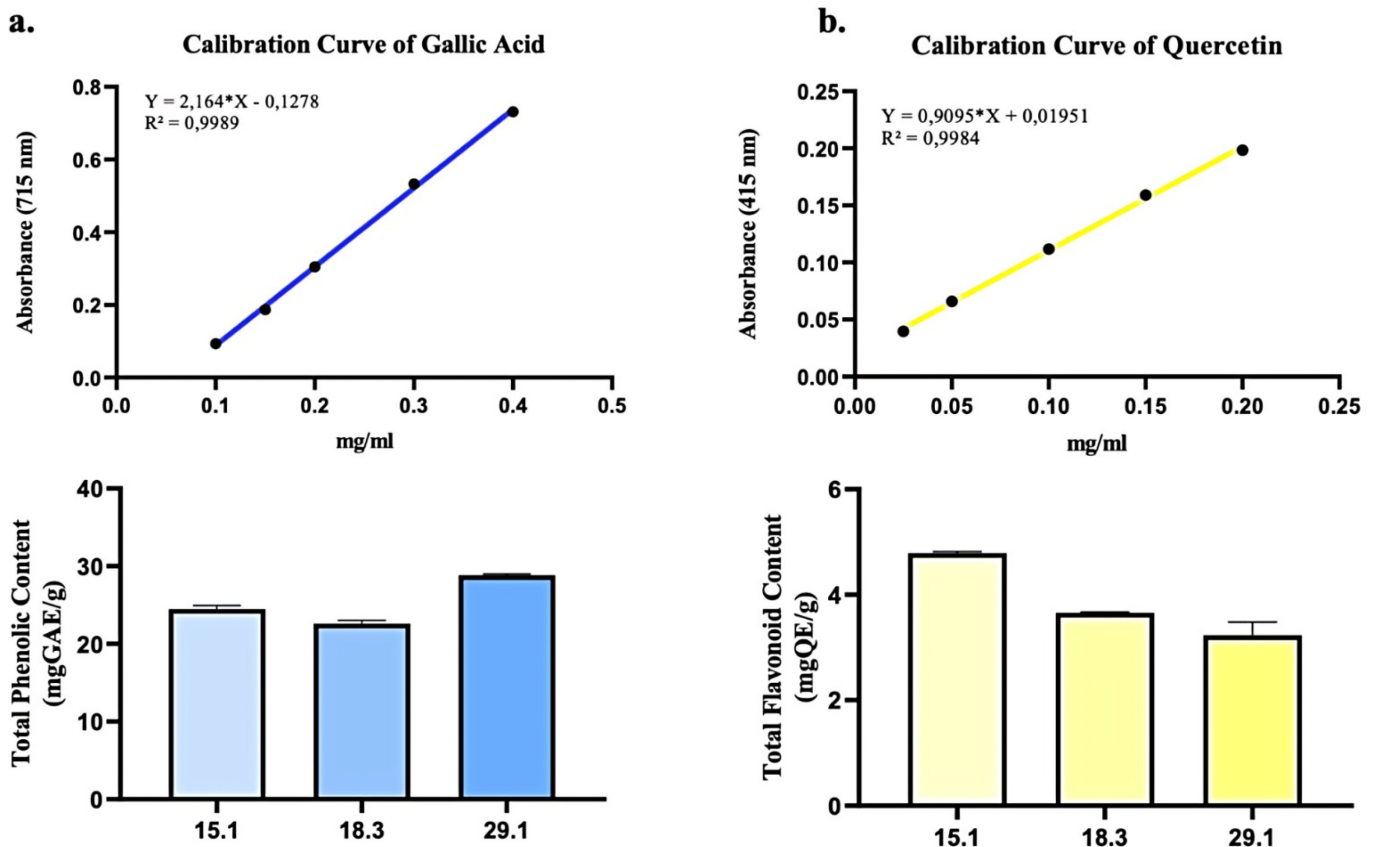 a.
Calibration Curve of Gallic Acid
Y = 2,164*X - 0,1278
R² = 0,9989
Absorbance (715 nm)
0.8
0.6
0.4
0.2
0.0
0.0 0.1 0.2 0.3 0.4 0.5
mg/ml
b.
Calibration Curve of Quercetin
Y = 0,9095*X + 0,01951
R² = 0,9984
Absorbance (415 nm)
0.25
0.20
0.15
0.10
0.05
0.00
0.00 0.05 0.10 0.15 0.20 0.25
mg/ml
Total Phenolic Content
(mgGAE/g)
40
30
20
10
0
15.1 18.3 29.1
Total Flavonoid Content
(mgQE/g)
6
4
2
0
15.1 18.3 29.1